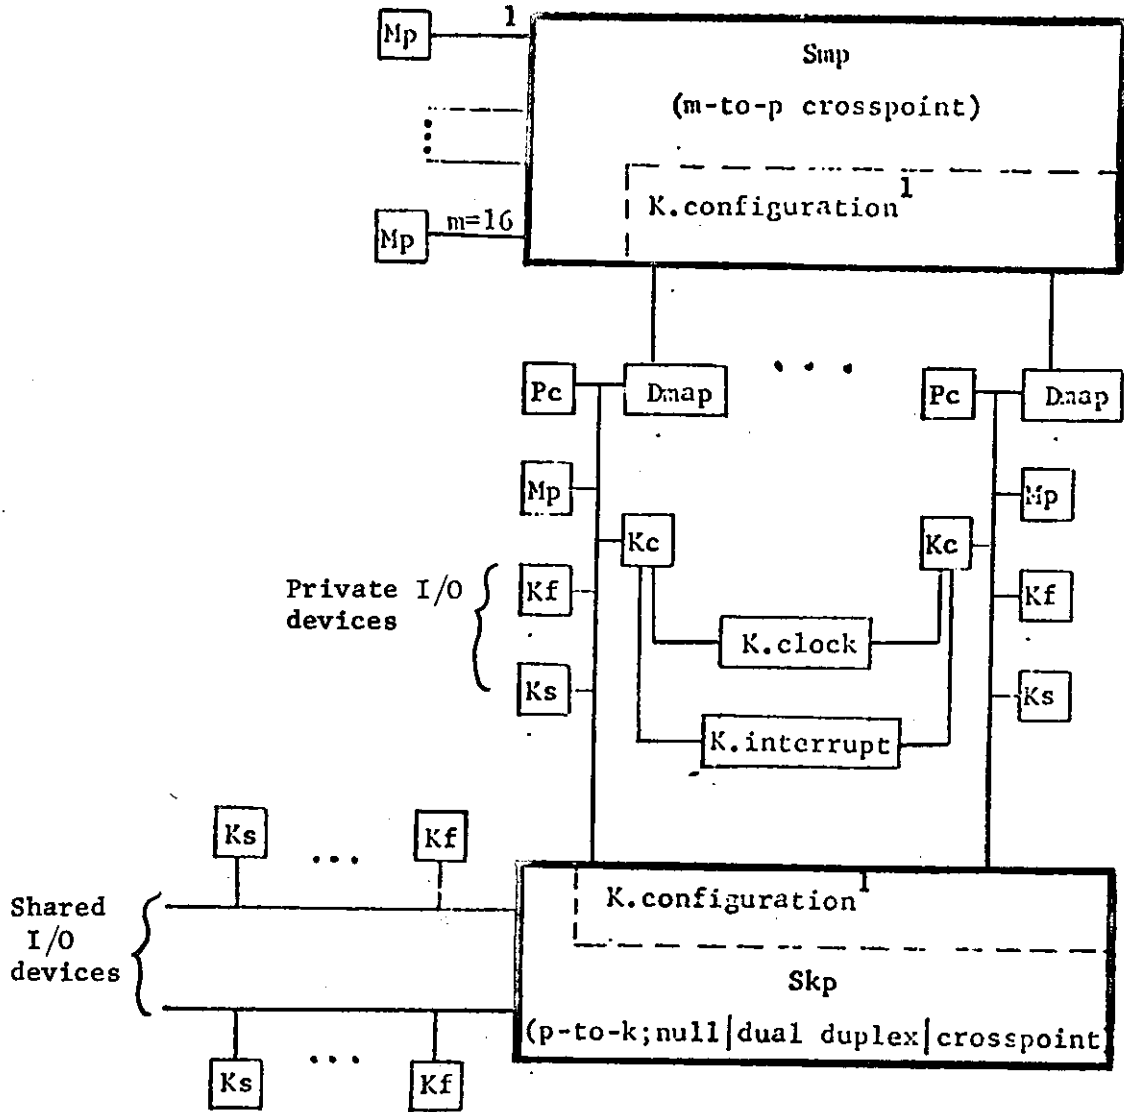 Mp
1
Smp
(m-to-p crosspoint)
K.configuration1
Mp
m=16
Pc
Dmap
Pc
Dmap
Mp
Mp
Kc
Kc
Private I/O
devices
Kf
Kf
K.clock
Ks
Ks
K.interrupt
Ks
Kf
K.configuration1
Shared
I/O
devices
Skp
(p-to-k;null|dual duplex|crosspoint)
Ks
Kf